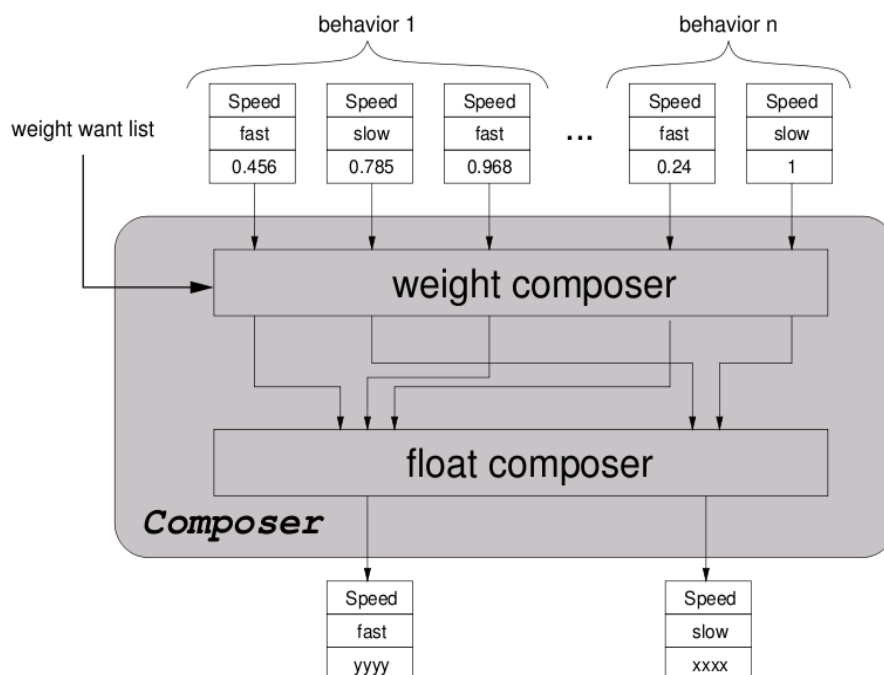 behavior 1
behavior n
Speed Speed Speed Speed Speed
weight want list
fast slow fast ... fast slow
0.456 0.785 0.968 0.24 1
weight composer
float composer
Composer
Speed Speed
fast slow
yyyy xxxx